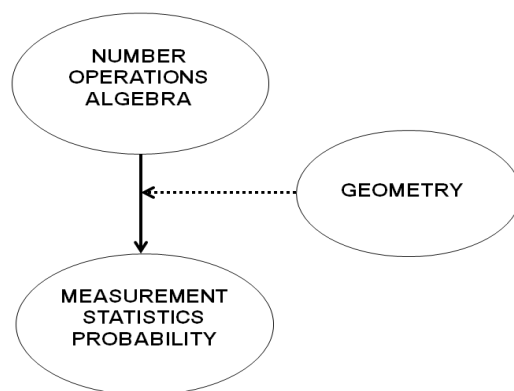 NUMBER
OPERATIONS
ALGEBRA
GEOMETRY
MEASUREMENT
STATISTICS
PROBABILITY